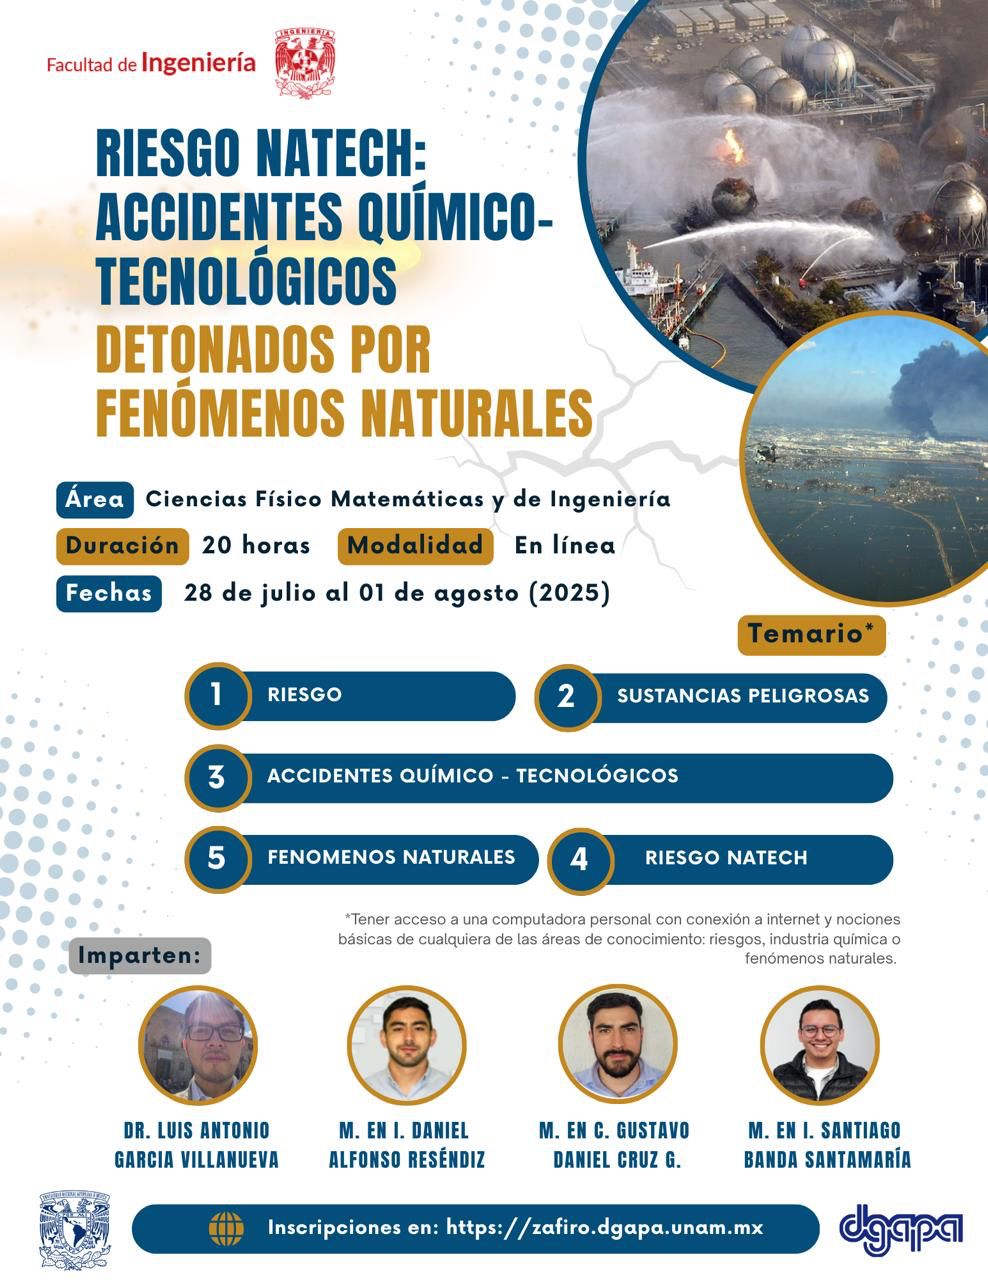 Facultad de Ingeniería
INGENIERIA
RIESGO NATECH:
ACCIDENTES QUÍMICO-
TECNOLÓGICOS
DETONADOS POR
FENÓMENOS NATURALES
Área Ciencias Físico Matemáticas y de Ingeniería
Duración 20 horas Modalidad En línea
Fechas 28 de julio al 01 de agosto (2025)
Temario*
1 RIESGO
2 SUSTANCIAS PELIGROSAS
3 ACCIDENTES QUÍMICO - TECNOLÓGICOS
5 FENOMENOS NATURALES
4 RIESGO NATECH
*Tener acceso a una computadora personal con conexión a internet y nociones
básicas de cualquiera de las áreas de conocimiento: riesgos, industria química o
fenómenos naturales.
Imparten:
DR. LUIS ANTONIO
GARCIA VILLANUEVA
M. EN I. DANIEL
ALFONSO RESÉNDIZ
M. EN C. GUSTAVO
DANIEL CRUZ G.
M. EN I. SANTIAGO
BANDA SANTAMARÍA
Inscripciones en: https://zafiro.dgapa.unam.mx
dgapa